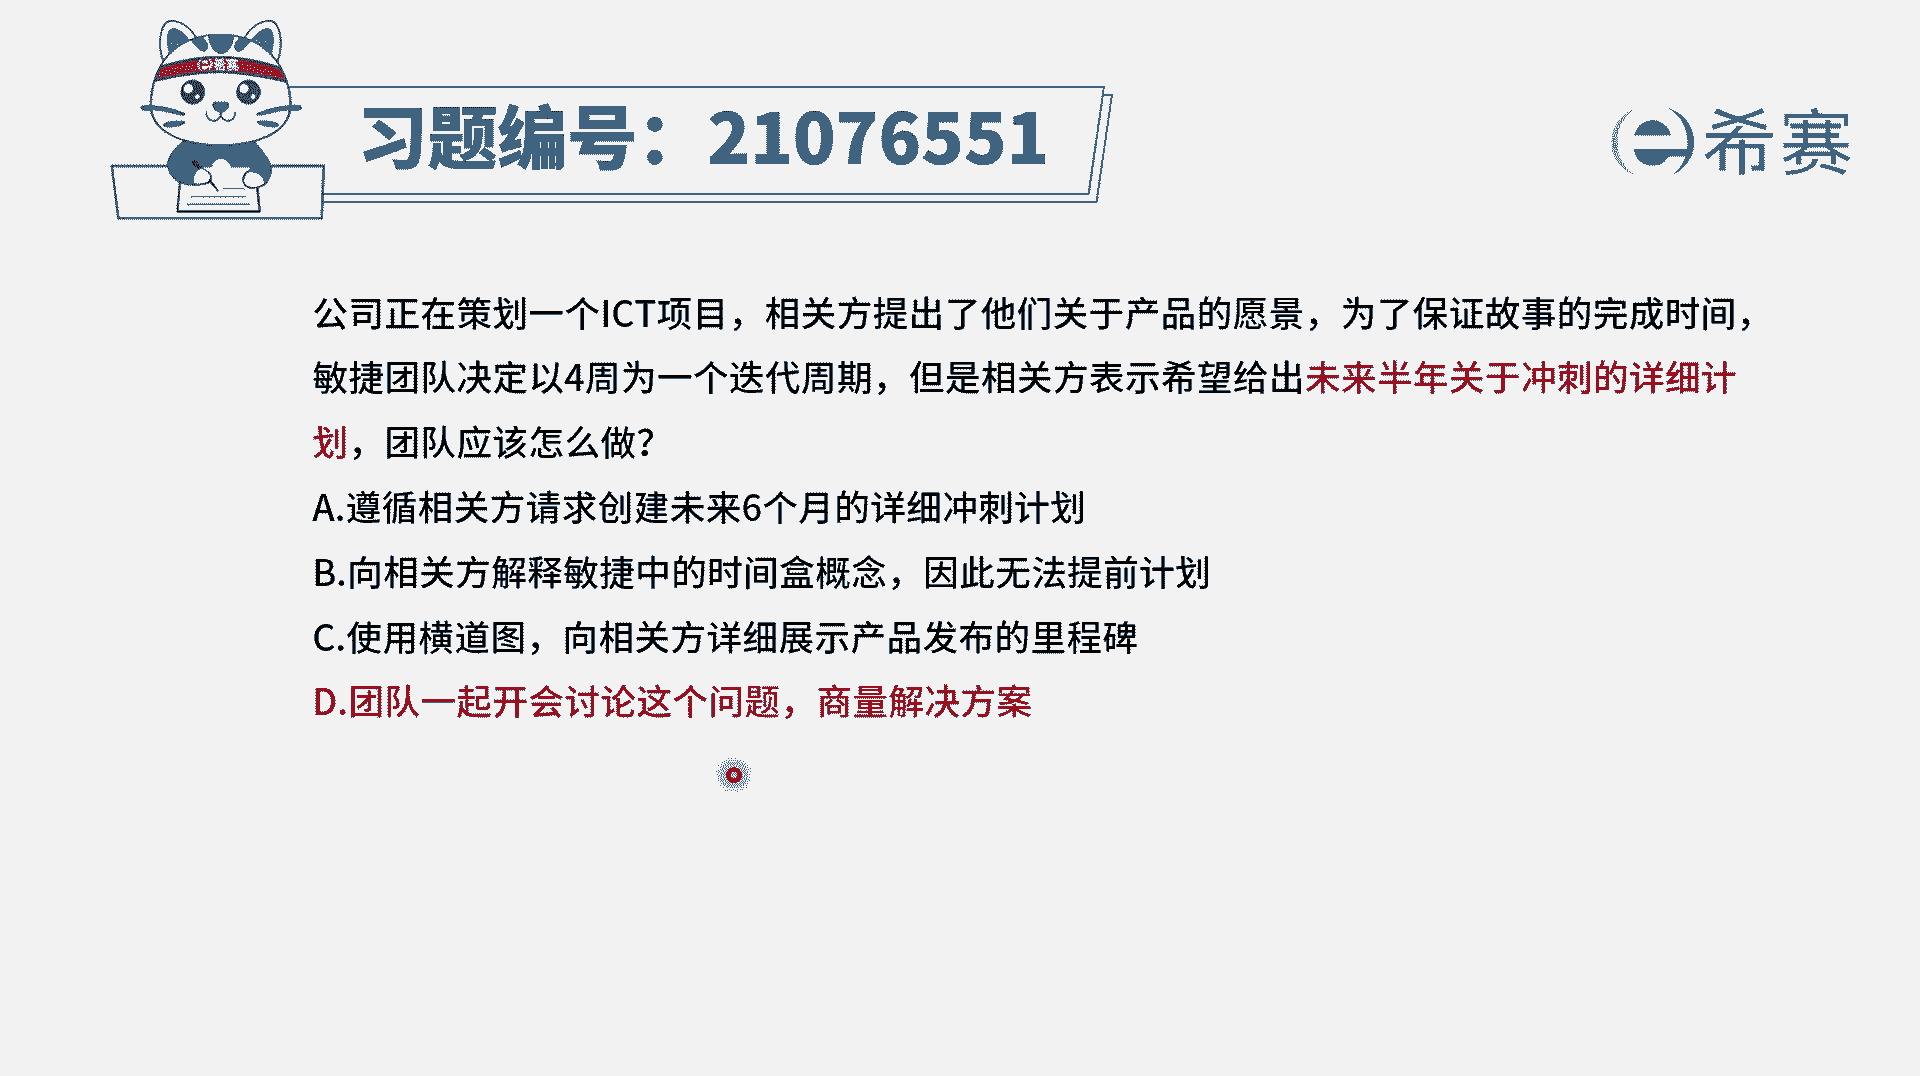 习题编号：21076551
希赛
公司正在策划一个ICT项目，相关方提出了他们关于产品的愿景，为了保证故事的完成时间，
敏捷团队决定以4周为一个迭代周期，但是相关方表示希望给出未来半年关于冲刺的详细计
划，团队应该怎么做？
A.遵循相关方请求创建未来6个月的详细冲刺计划
B.向相关方解释敏捷中的时间盒概念，因此无法提前计划
C.使用横道图，向相关方详细展示产品发布的里程碑
D.团队一起开会讨论这个问题，商量解决方案